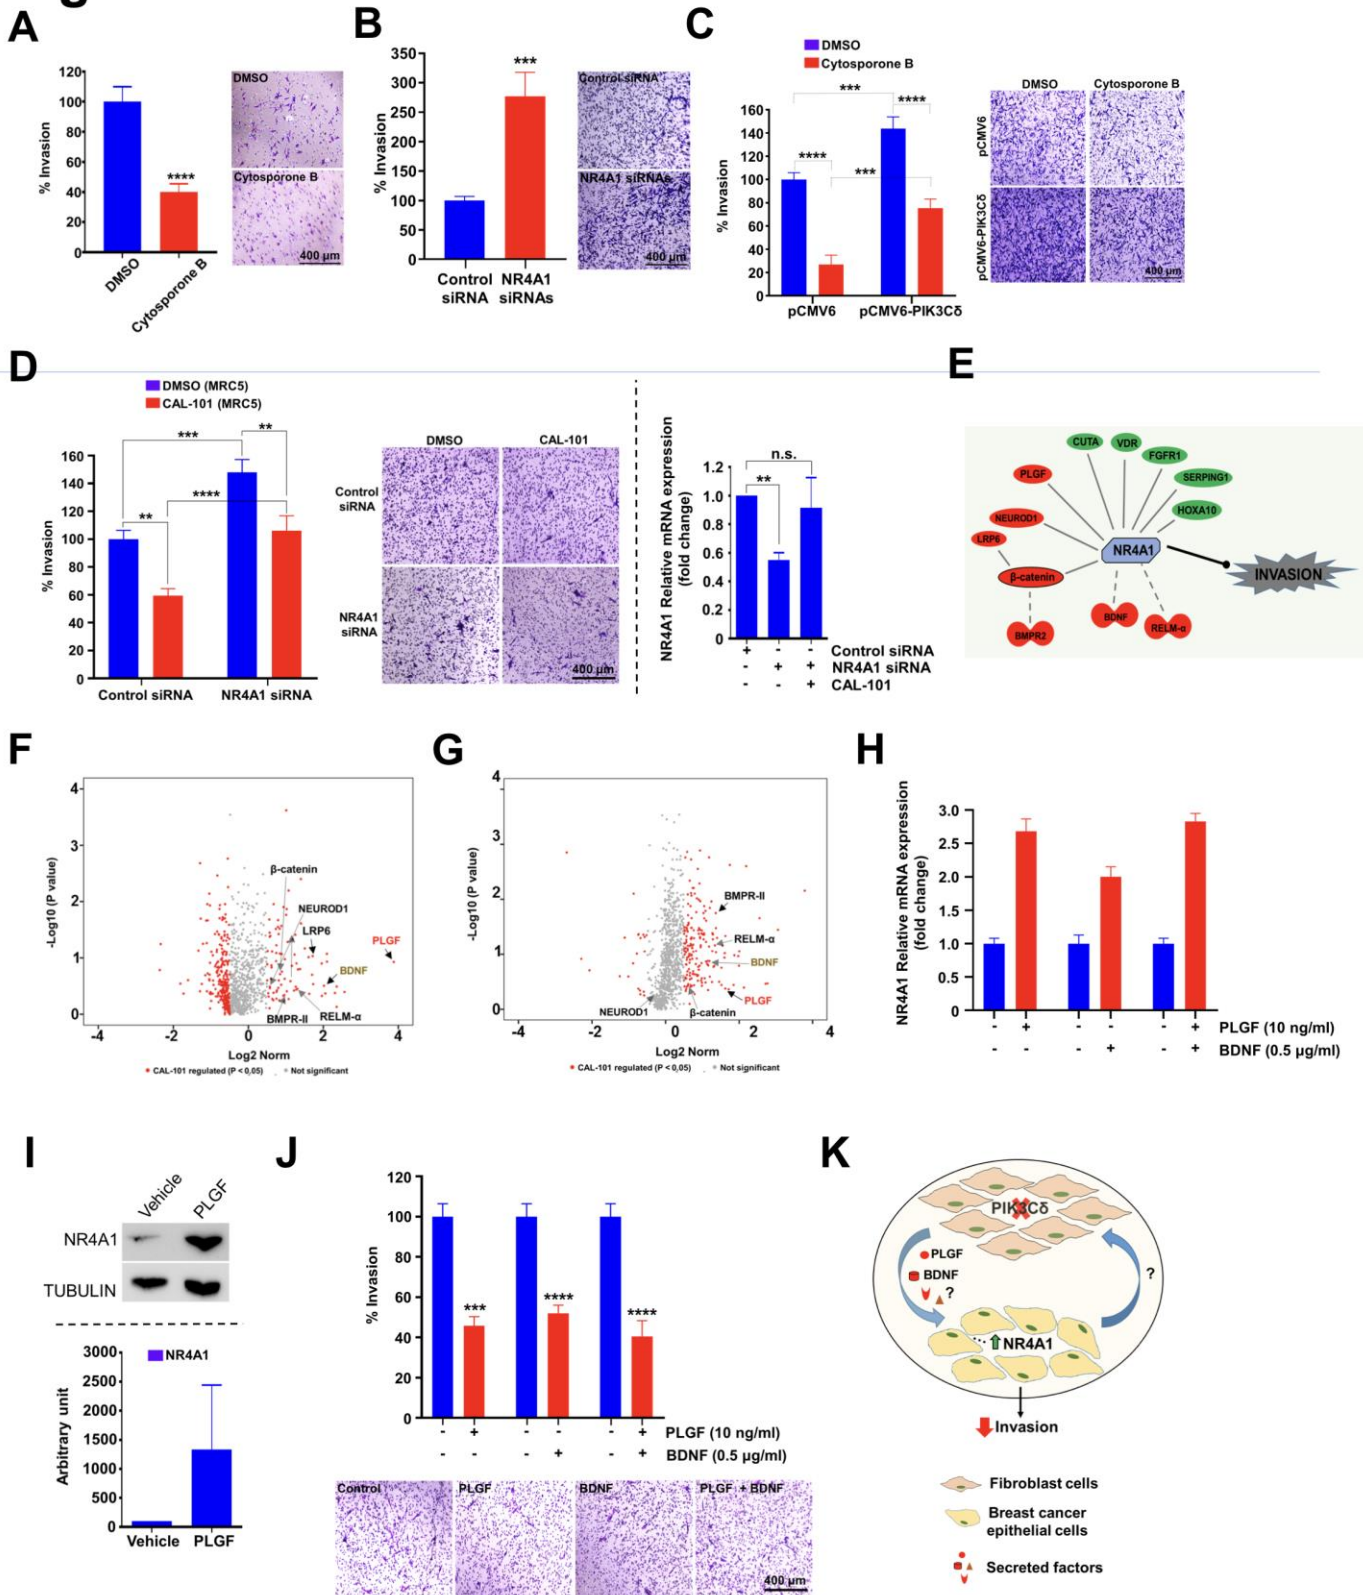 A
120
100
80
60
40
20
0
% Invasion
****
DMSO
Cytosporone B
DMSO
Cytosporone B
400 µm
B
350
300
250
200
150
100
50
0
% Invasion
***
Control siRNA
NR4A1 siRNAs
Control siRNA
NR4A1 siRNAs
400 µm
C
DMSO
Cytosporone B
160
140
120
100
80
60
40
20
0
% Invasion
***
****
****
***
pCMV6
pCMV6-PIK3Cδ
DMSO
Cytosporone B
pCMV6
pCMV6-PIK3Cδ
400 µm
D
DMSO (MRC5)
CAL-101 (MRC5)
160
140
120
100
80
60
40
20
0
% Invasion
***
**
****
**
Control siRNA
NR4A1 siRNA
DMSO
CAL-101
Control siRNA
NR4A1 siRNA
400 µm
NR4A1 Relative mRNA expression
(fold change)
1.2
1.0
0.8
0.6
0.4
0.2
0
n.s.
**
+ - - Control siRNA
- + + NR4A1 siRNA
- - + CAL-101
E
CUTA
VDR
FGFR1
SERPING1
HOXA10
PLGF
NEUROD1
LRP6
β-catenin
NR4A1
INVASION
BMPR2
BDNF
RELM-α
F
4
3
2
1
0
-Log10 (P value)
β-catenin
NEUROD1
LRP6
PLGF
BDNF
BMPR-II
RELM-α
-4 -2 0 2 4
Log2 Norm
CAL-101 regulated (P < 0,05)
Not significant
G
4
3
2
1
0
-Log10 (P value)
BMPR-II
RELM-α
BDNF
PLGF
NEUROD1
β-catenin
-4 -2 0 2 4
Log2 Norm
CAL-101 regulated (P < 0,05)
Not significant
H
NR4A1 Relative mRNA expression
(fold change)
3.0
2.5
2.0
1.5
1.0
0.5
0
- + - - - + PLGF (10 ng/ml)
- - - + - + BDNF (0.5 µg/ml)
I
Vehicle
PLGF
NR4A1
TUBULIN
NR4A1
3000
2500
2000
1500
1000
500
0
Arbitrary unit
Vehicle
PLGF
J
120
100
80
60
40
20
0
% Invasion
***
****
****
- + - - - + PLGF (10 ng/ml)
- - - + - + BDNF (0.5 µg/ml)
Control
PLGF
BDNF
PLGF + BDNF
400 µm
K
PIK3Cδ
PLGF
BDNF
?
?
NR4A1
Invasion
Fibroblast cells
Breast cancer
epithelial cells
Secreted factors